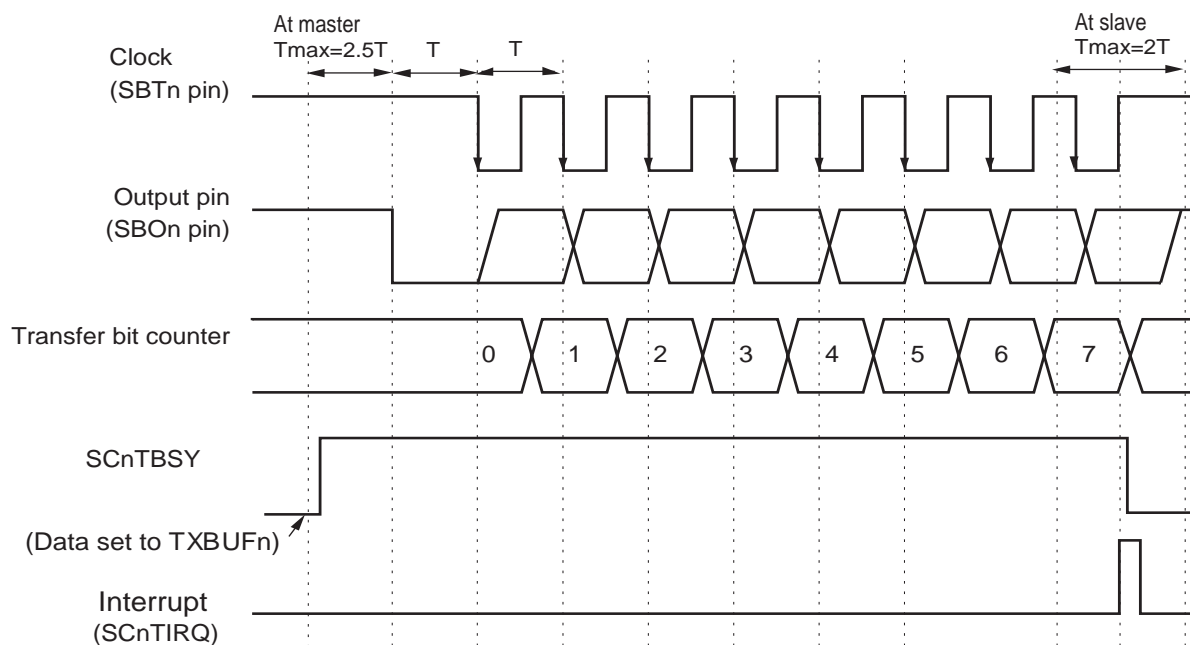 At master
Tmax=2.5T
T
T
At slave
Tmax=2T
Clock
(SBTn pin)
Output pin
(SBOn pin)
Transfer bit counter
0 1 2 3 4 5 6 7
SCnTBSY
(Data set to TXBUFn)
Interrupt
(SCnTIRQ)